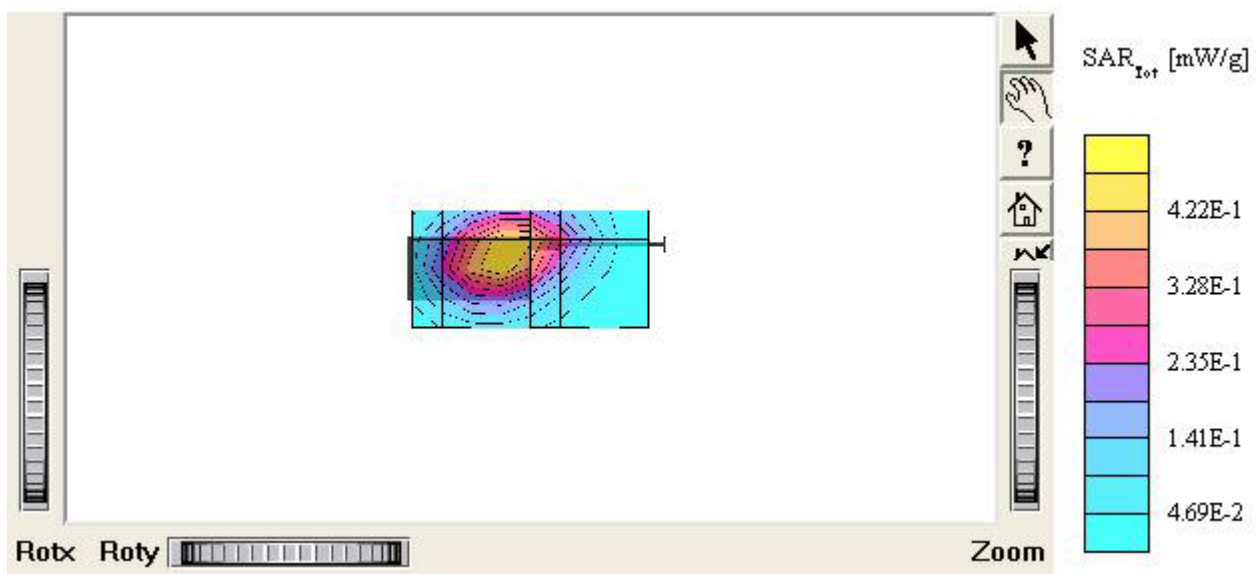 SAR_Tot [mW/g]
?
4.22E-1
3.28E-1
2.35E-1
1.41E-1
4.69E-2
Rotx Roty Zoom